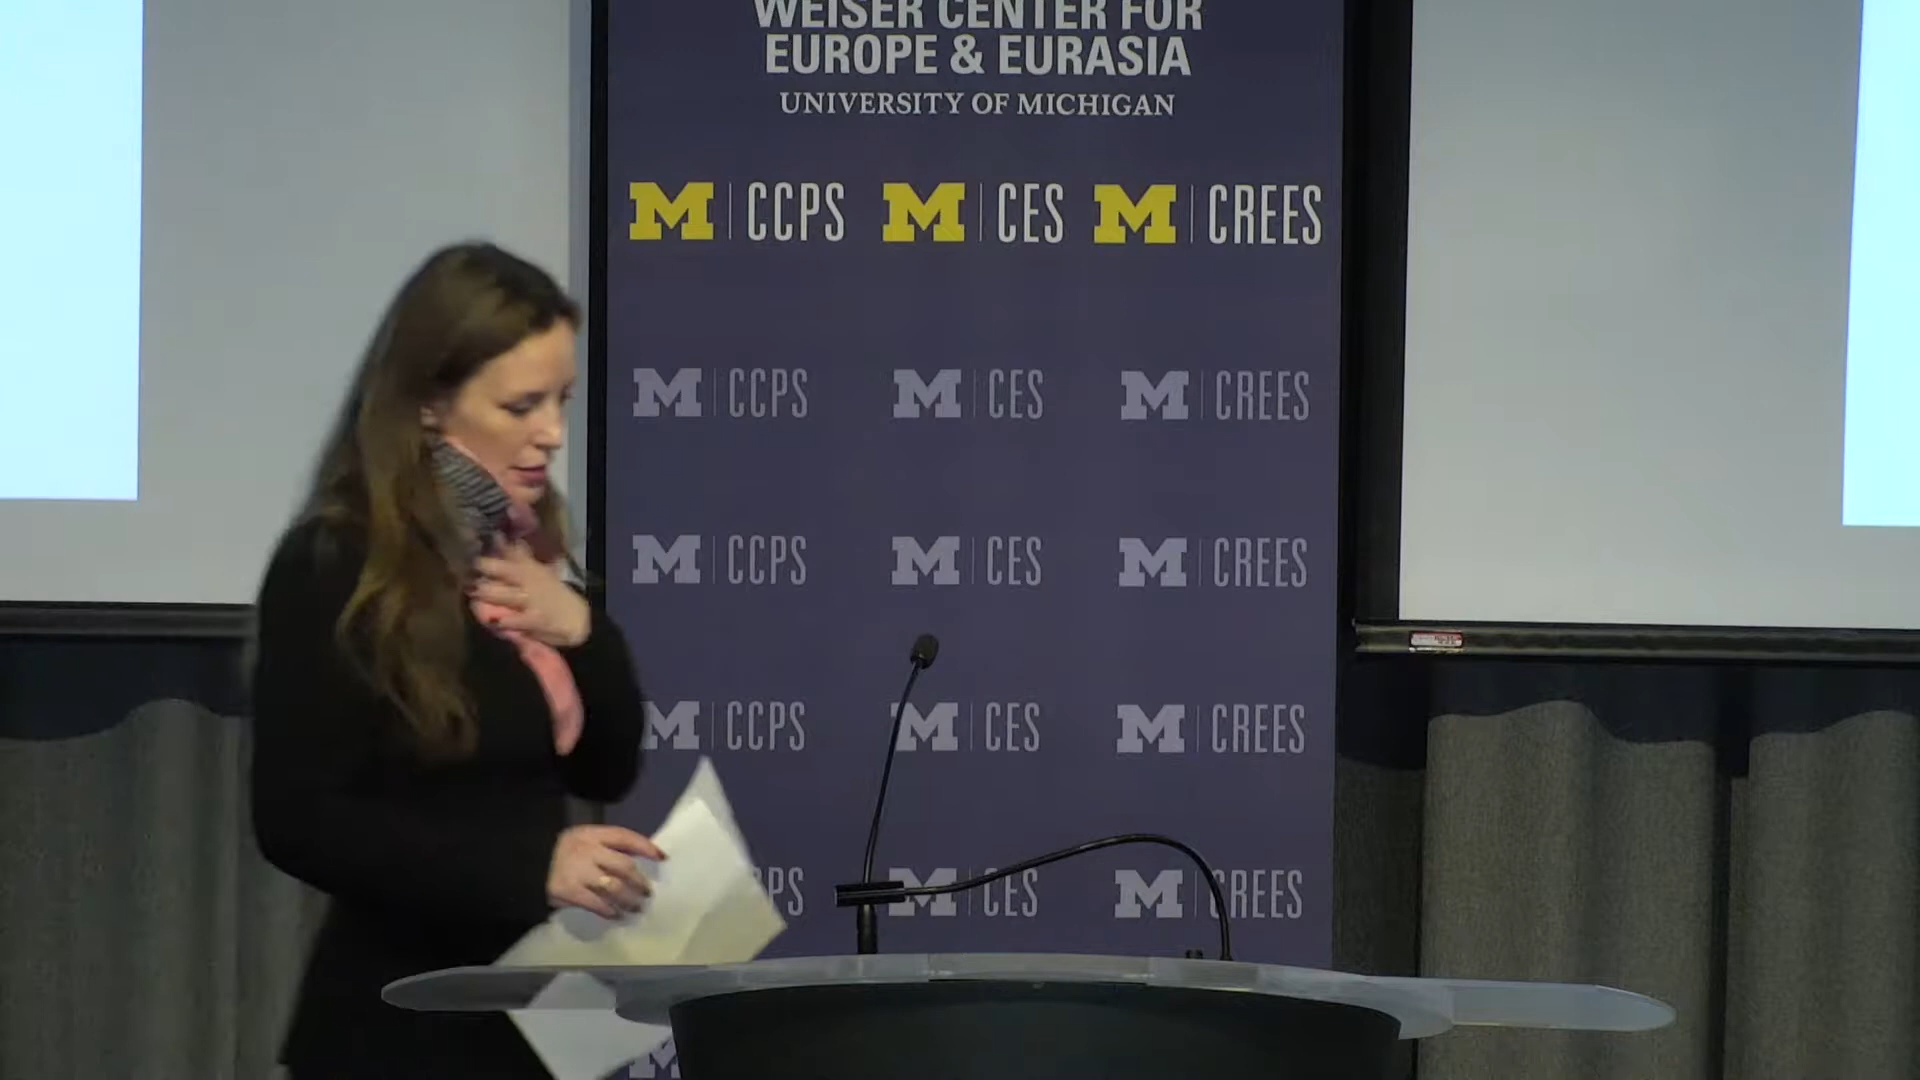 WEISER CENTER FOR
EUROPE & EURASIA
UNIVERSITY OF MICHIGAN
M | CCPS M | CES M | CREES
M | CCPS M | CES M | CREES
M | CCPS M | CES M | CREES
M | CCPS M | CES M | CREES
PS M | CES M | CREES
M